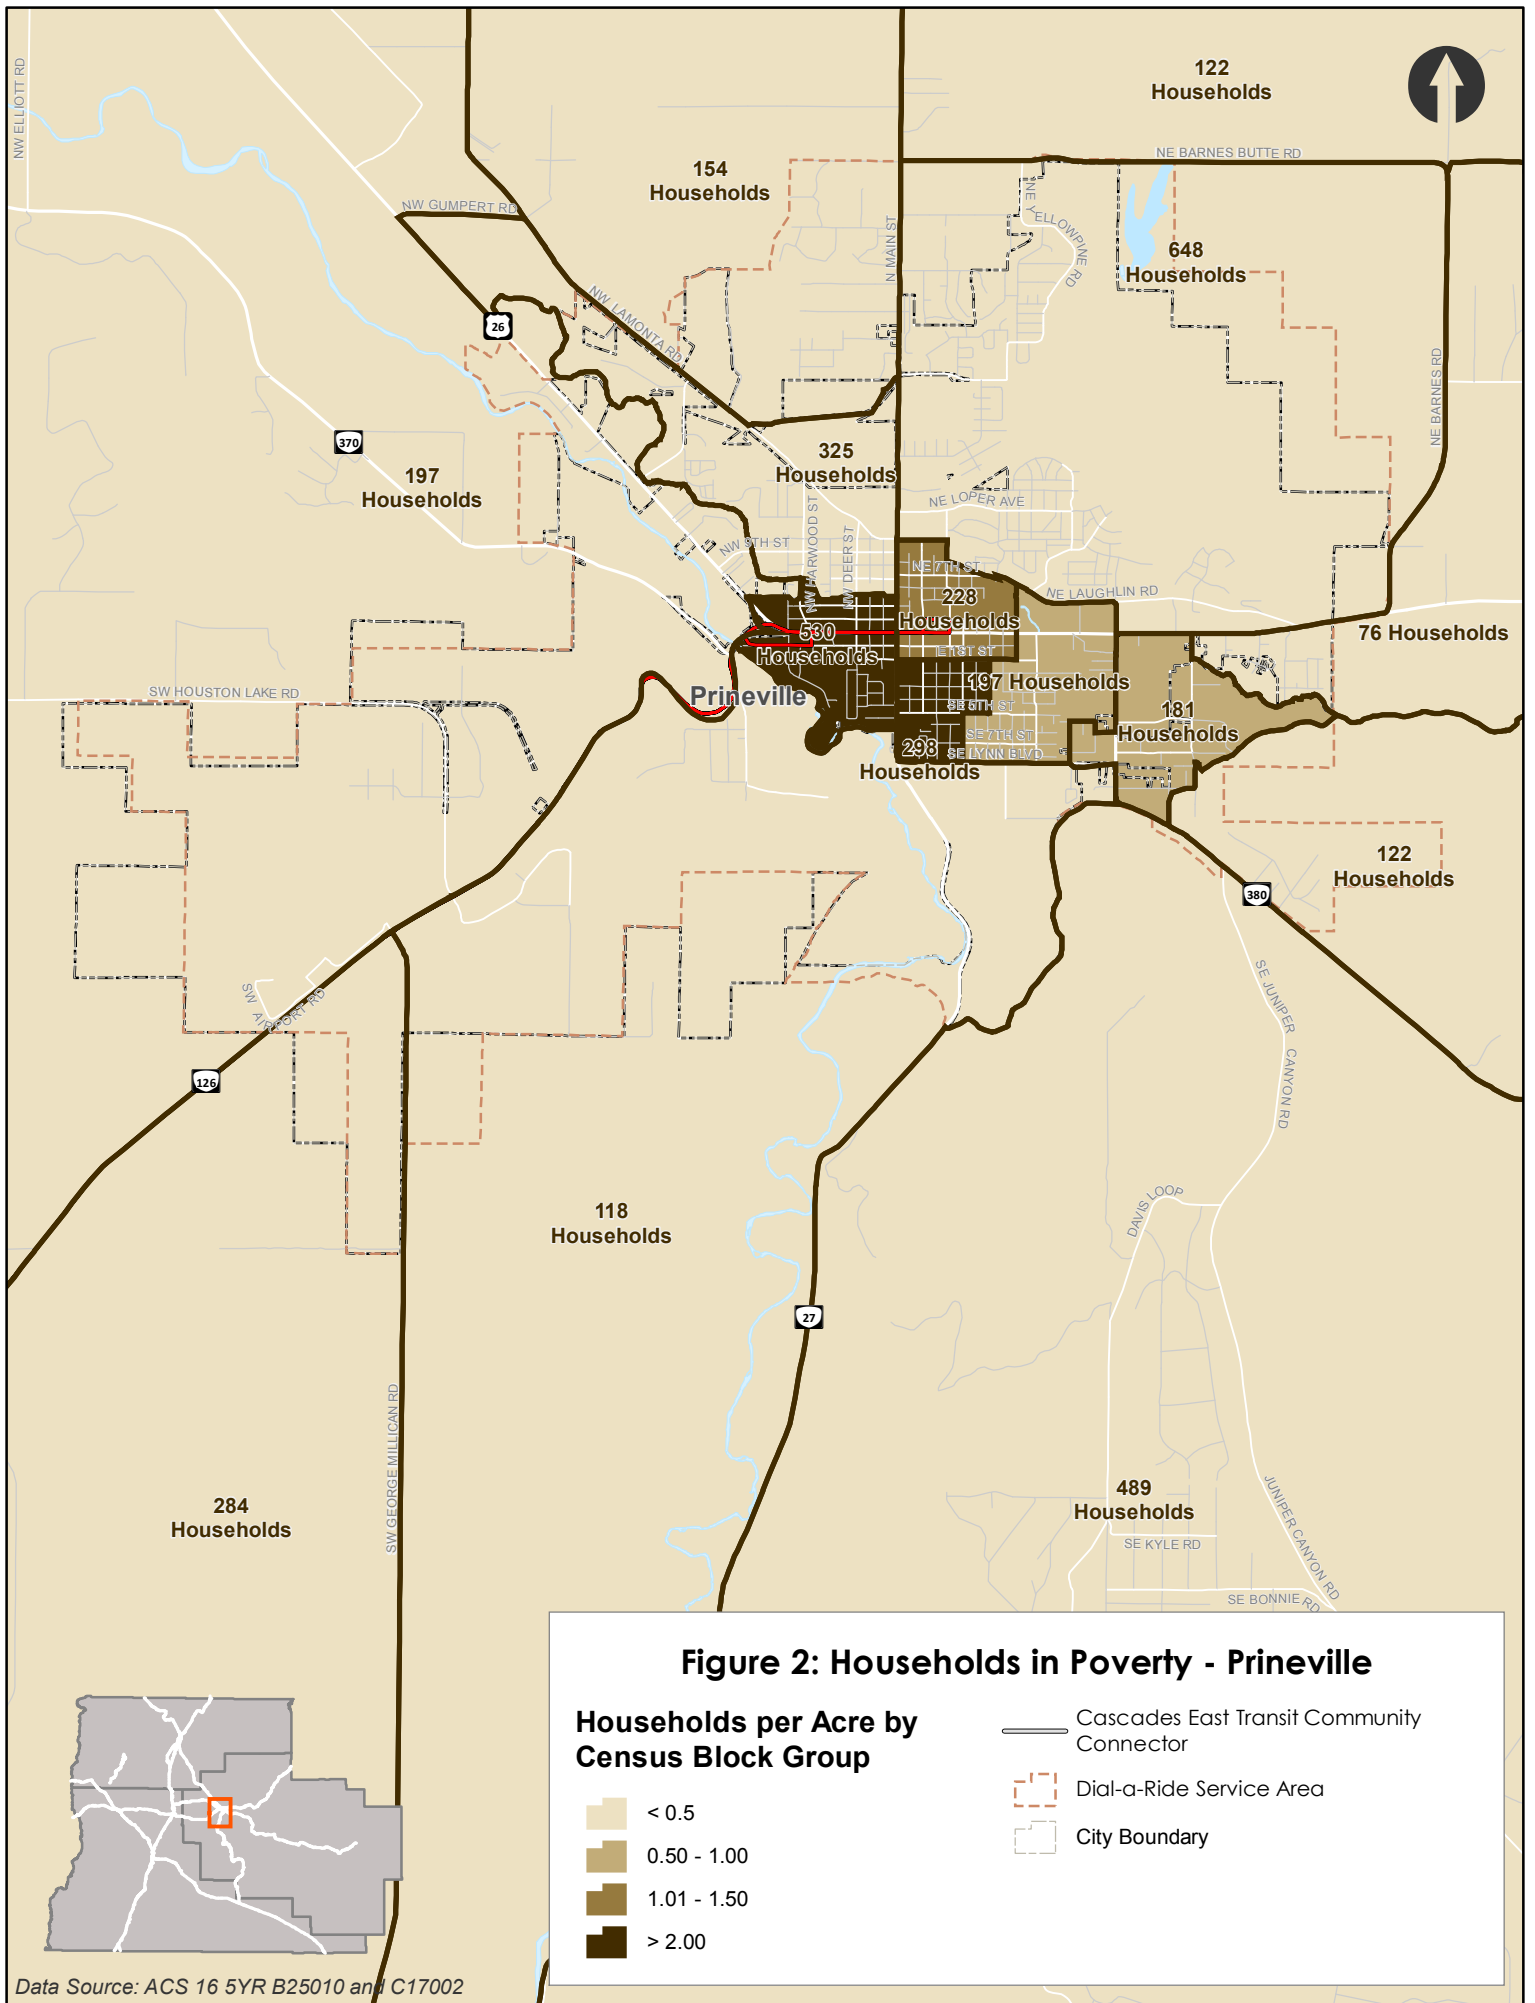 122
Households
NW ELLIOTT RD
NE BARNES BUTTE RD
154
Households
NW GUMPERT RD
N MAIN ST
NE YELLOWPINE RD
648
Households
26
NW LAMONTA RD
NE BARNES RD
370
197
Households
325
Households
NE LOPER AVE
NW HARWOOD ST
NW DEER ST
NW 9TH ST
NE 7TH ST
228
Households
NE LAUGHLIN RD
530
Households
76 Households
E 1ST ST
197 Households
Prineville
SW HOUSTON LAKE RD
SE 5TH ST
181
Households
SE 7TH ST
298
Households
SE LYNN BLVD
122
Households
380
SW AIRPORT RD
SE JUNIPER CANYON RD
126
118
Households
DAVIS LOOP
27
SW GEORGE MILLICAN RD
284
Households
489
Households
SE KYLE RD
JUNIPER CANYON RD
SE BONNIE RD
Figure 2: Households in Poverty - Prineville
Households per Acre by
Census Block Group
< 0.5
0.50 - 1.00
1.01 - 1.50
> 2.00
Cascades East Transit Community
Connector
Dial-a-Ride Service Area
City Boundary
Data Source: ACS 16 5YR B25010 and C17002